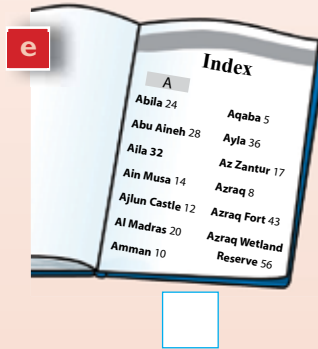 e
Index
A
Abila 24
Abu Aineh 28
Aila 32
Ain Musa 14
Ajlun Castle 12
Al Madras 20
Amman 10
Aqaba 5
Ayla 36
Az Zantur 17
Azraq 8
Azraq Fort 43
Azraq Wetland
Reserve 56